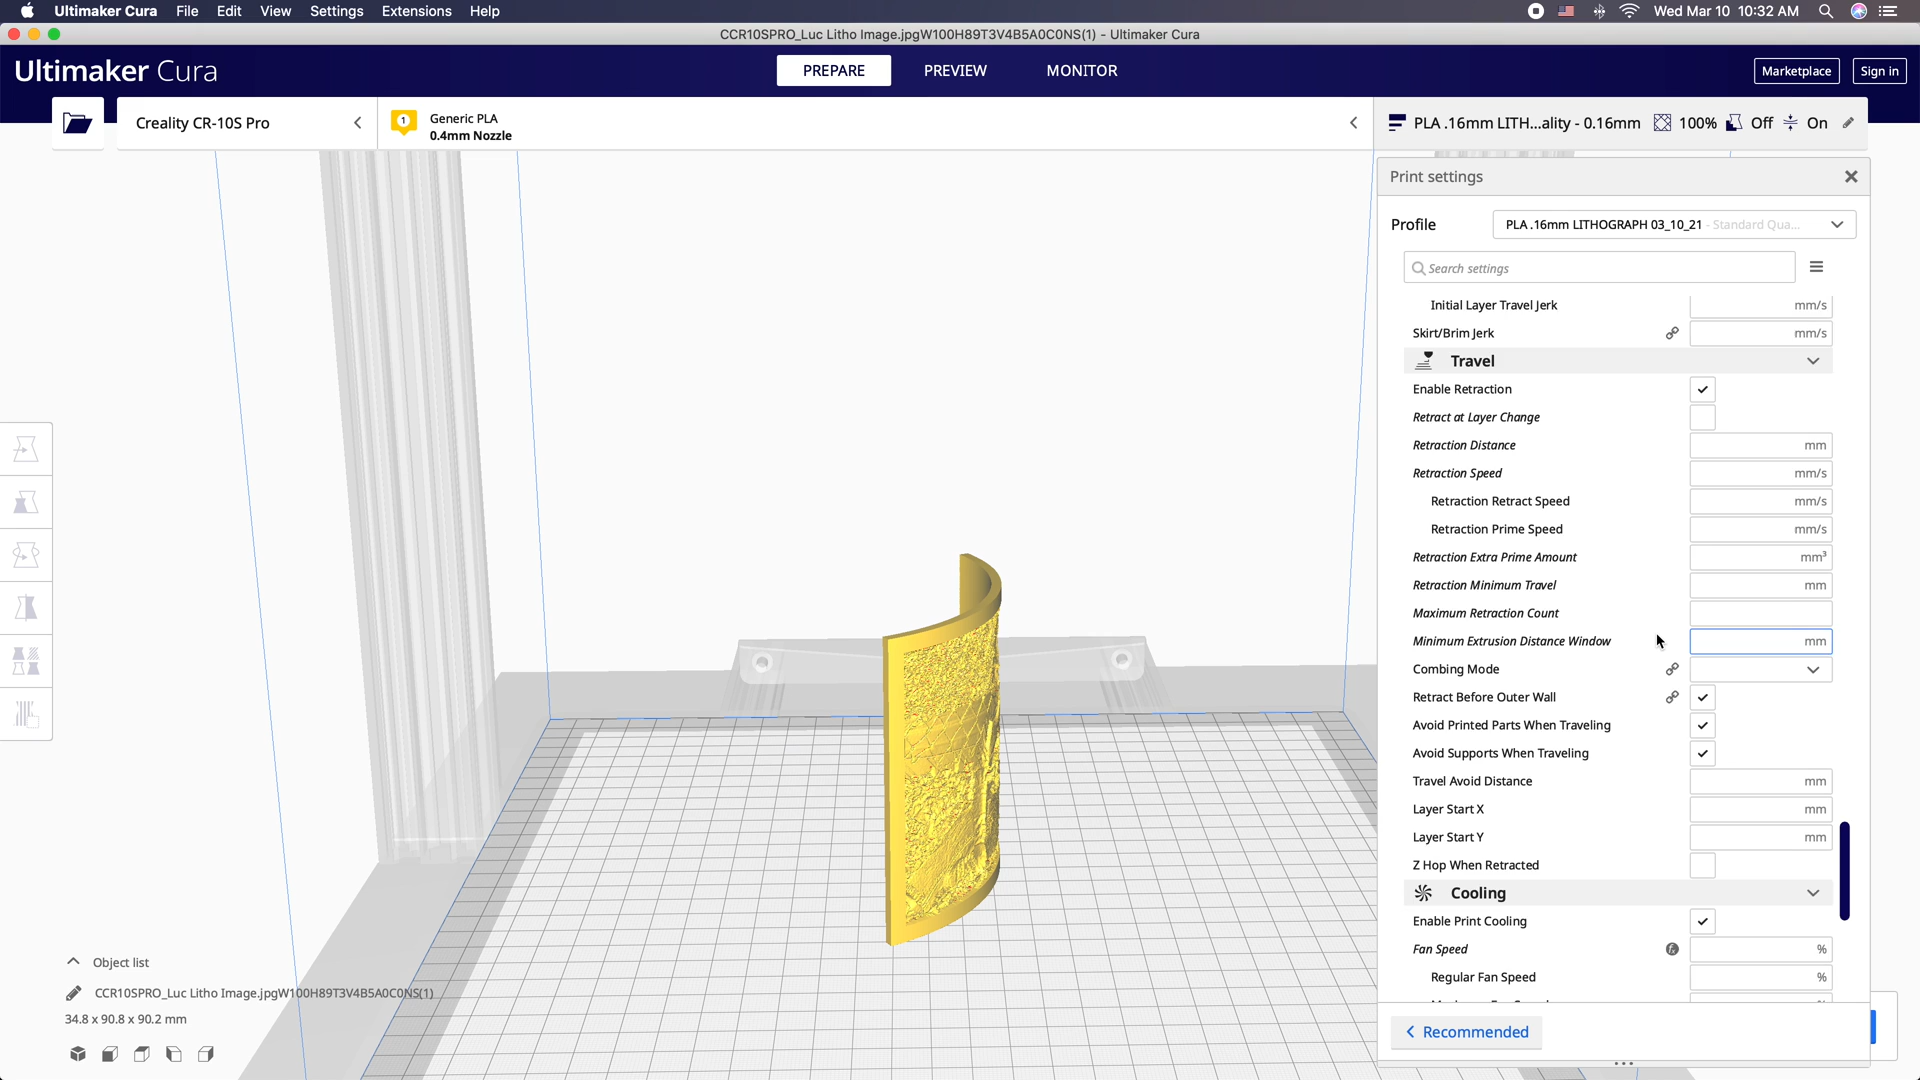 Ultimaker Cura File Edit View Settings Extensions Help Wed Mar 10 10:32 AM
CCR10SPRO_Luc Litho Image.jpgW100H89T3V4B5A0C0NS(1) - Ultimaker Cura
Ultimaker Cura PREPARE PREVIEW MONITOR Marketplace Sign in
Creality CR-10S Pro
1
Generic PLA
0.4mm Nozzle
PLA .16mm LITH...ality - 0.16mm 100% Off On
Print settings
Profile PLA .16mm LITHOGRAPH 03_10_21 - Standard Qua...
Search settings
Initial Layer Travel Jerk mm/s
Skirt/Brim Jerk mm/s
Travel
Enable Retraction
Retract at Layer Change
Retraction Distance mm
Retraction Speed mm/s
Retraction Retract Speed mm/s
Retraction Prime Speed mm/s
Retraction Extra Prime Amount mm³
Retraction Minimum Travel mm
Maximum Retraction Count
Minimum Extrusion Distance Window mm
Combing Mode
Retract Before Outer Wall
Avoid Printed Parts When Traveling
Avoid Supports When Traveling
Travel Avoid Distance mm
Layer Start X mm
Layer Start Y mm
Z Hop When Retracted
Cooling
Enable Print Cooling
Fan Speed %
Regular Fan Speed %
Recommended
Object list
CCR10SPRO_Luc Litho Image.jpgW100H89T3V4B5A0C0NS(1)
34.8 x 90.8 x 90.2 mm